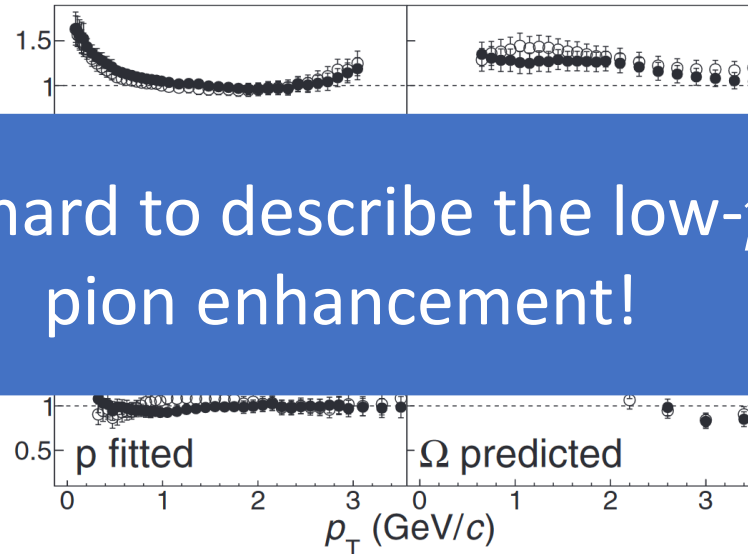 1.5
1
hard to describe the low-
pion enhancement!
1
0.5
p fitted
Ω predicted
0 1 2 3 0 1 2 3
p_T (GeV/c)